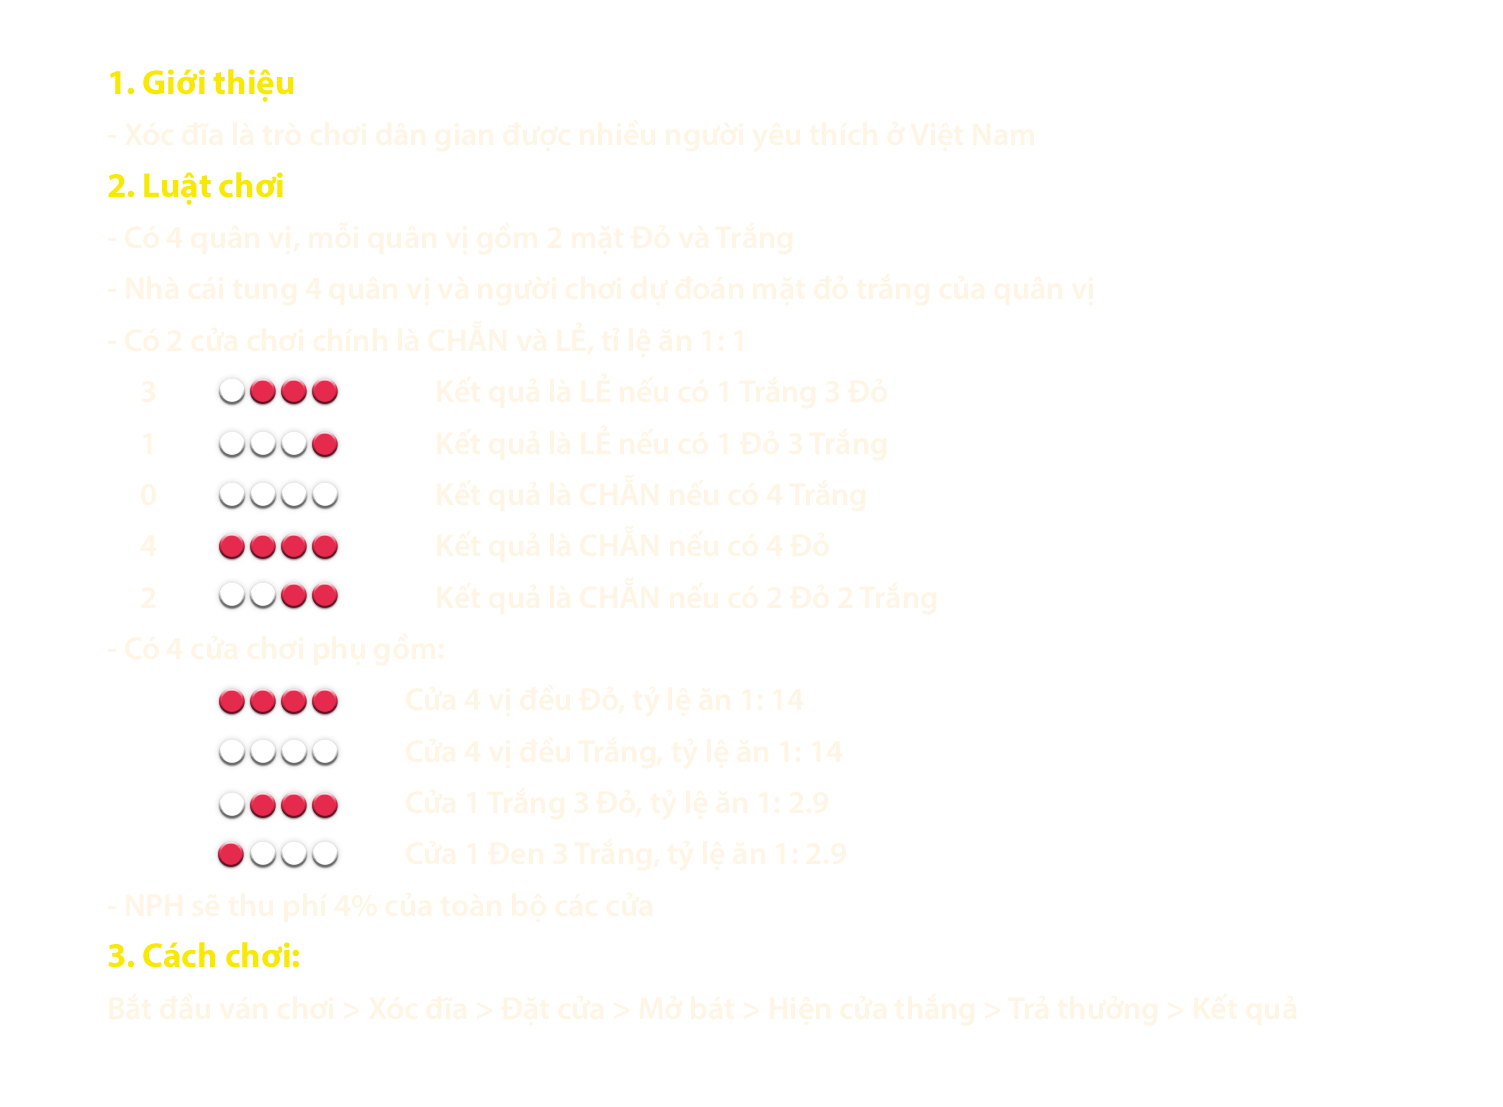 1. Giới thiệu
- Xóc đĩa là trò chơi dân gian được nhiều người yêu thích ở Việt Nam
2. Luật chơi
- Có 4 quân vị, mỗi quân vị gồm 2 mặt Đỏ và Trắng
- Nhà cái tung 4 quân vị và người chơi dự đoán mặt đỏ trắng của quân vị
- Có 2 cửa chơi chính là CHẴN và LẺ, tỉ lệ ăn 1: 1
3 Kết quả là LẺ nếu có 1 Trắng 3 Đỏ
1 Kết quả là LẺ nếu có 1 Đỏ 3 Trắng
0 Kết quả là CHẴN nếu có 4 Trắng
4 Kết quả là CHẴN nếu có 4 Đỏ
2 Kết quả là CHẴN nếu có 2 Đỏ 2 Trắng
- Có 4 cửa chơi phụ gồm:
Cửa 4 vị đều Đỏ, tỷ lệ ăn 1: 14
Cửa 4 vị đều Trắng, tỷ lệ ăn 1: 14
Cửa 1 Trắng 3 Đỏ, tỷ lệ ăn 1: 2.9
Cửa 1 Đen 3 Trắng, tỷ lệ ăn 1: 2.9
- NPH sẽ thu phí 4% của toàn bộ các cửa
3. Cách chơi:
Bắt đầu ván chơi > Xóc đĩa > Đặt cửa > Mở bát > Hiện cửa thắng > Trả thưởng > Kết quả